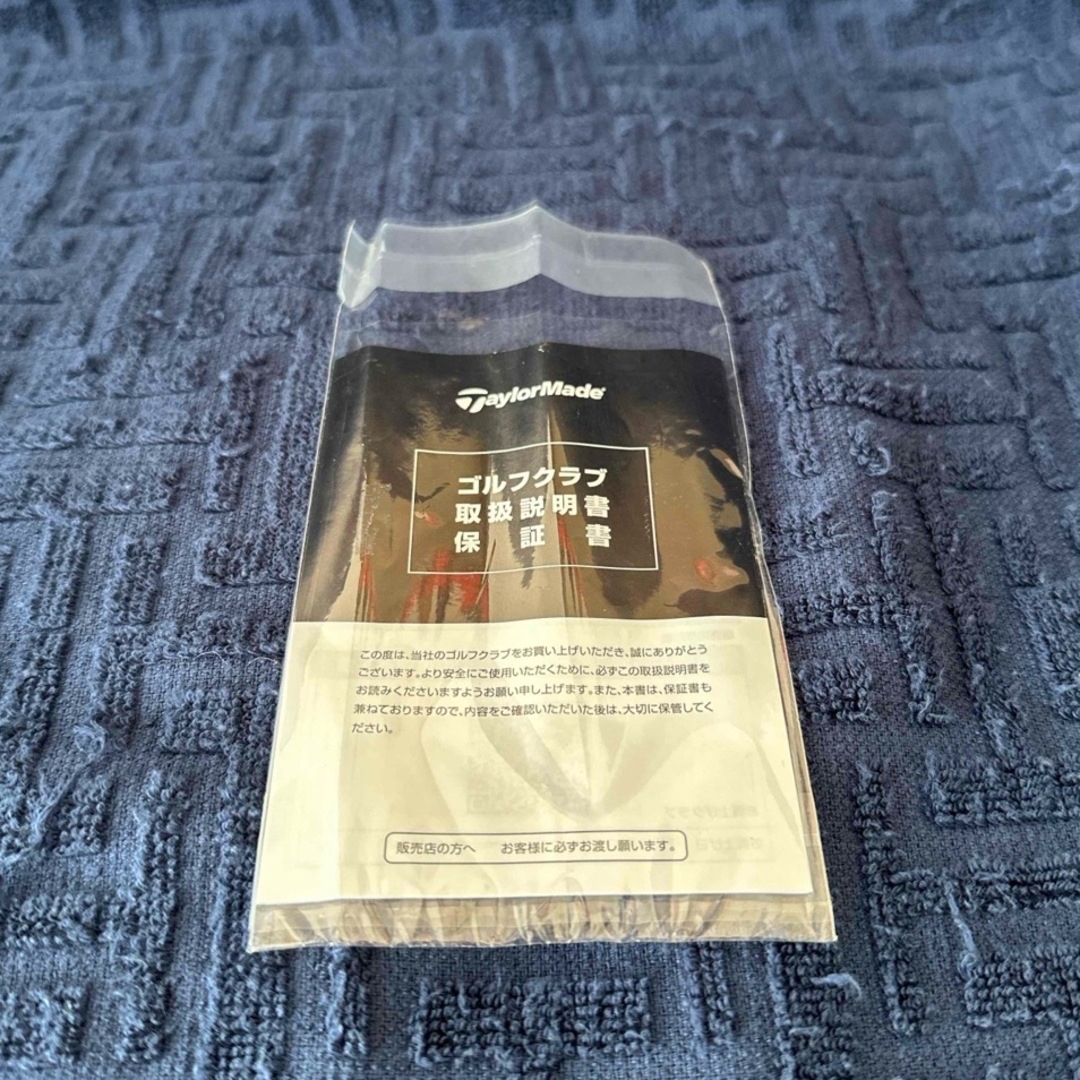 TaylorMade
ゴルフクラブ
取扱説明書
保証書
この度は、当社のゴルフクラブをお買い上げいただき、誠にありがとう
ございます。より安全にご使用いただくために、必ずこの取扱説明書を
お読みくださいますようお願い申し上げます。また、本書は、保証書も
兼ねておりますので、内容をご確認いただいた後は、大切に保管してく
ださい。
販売店の方へ お客様に必ずお渡し願います。